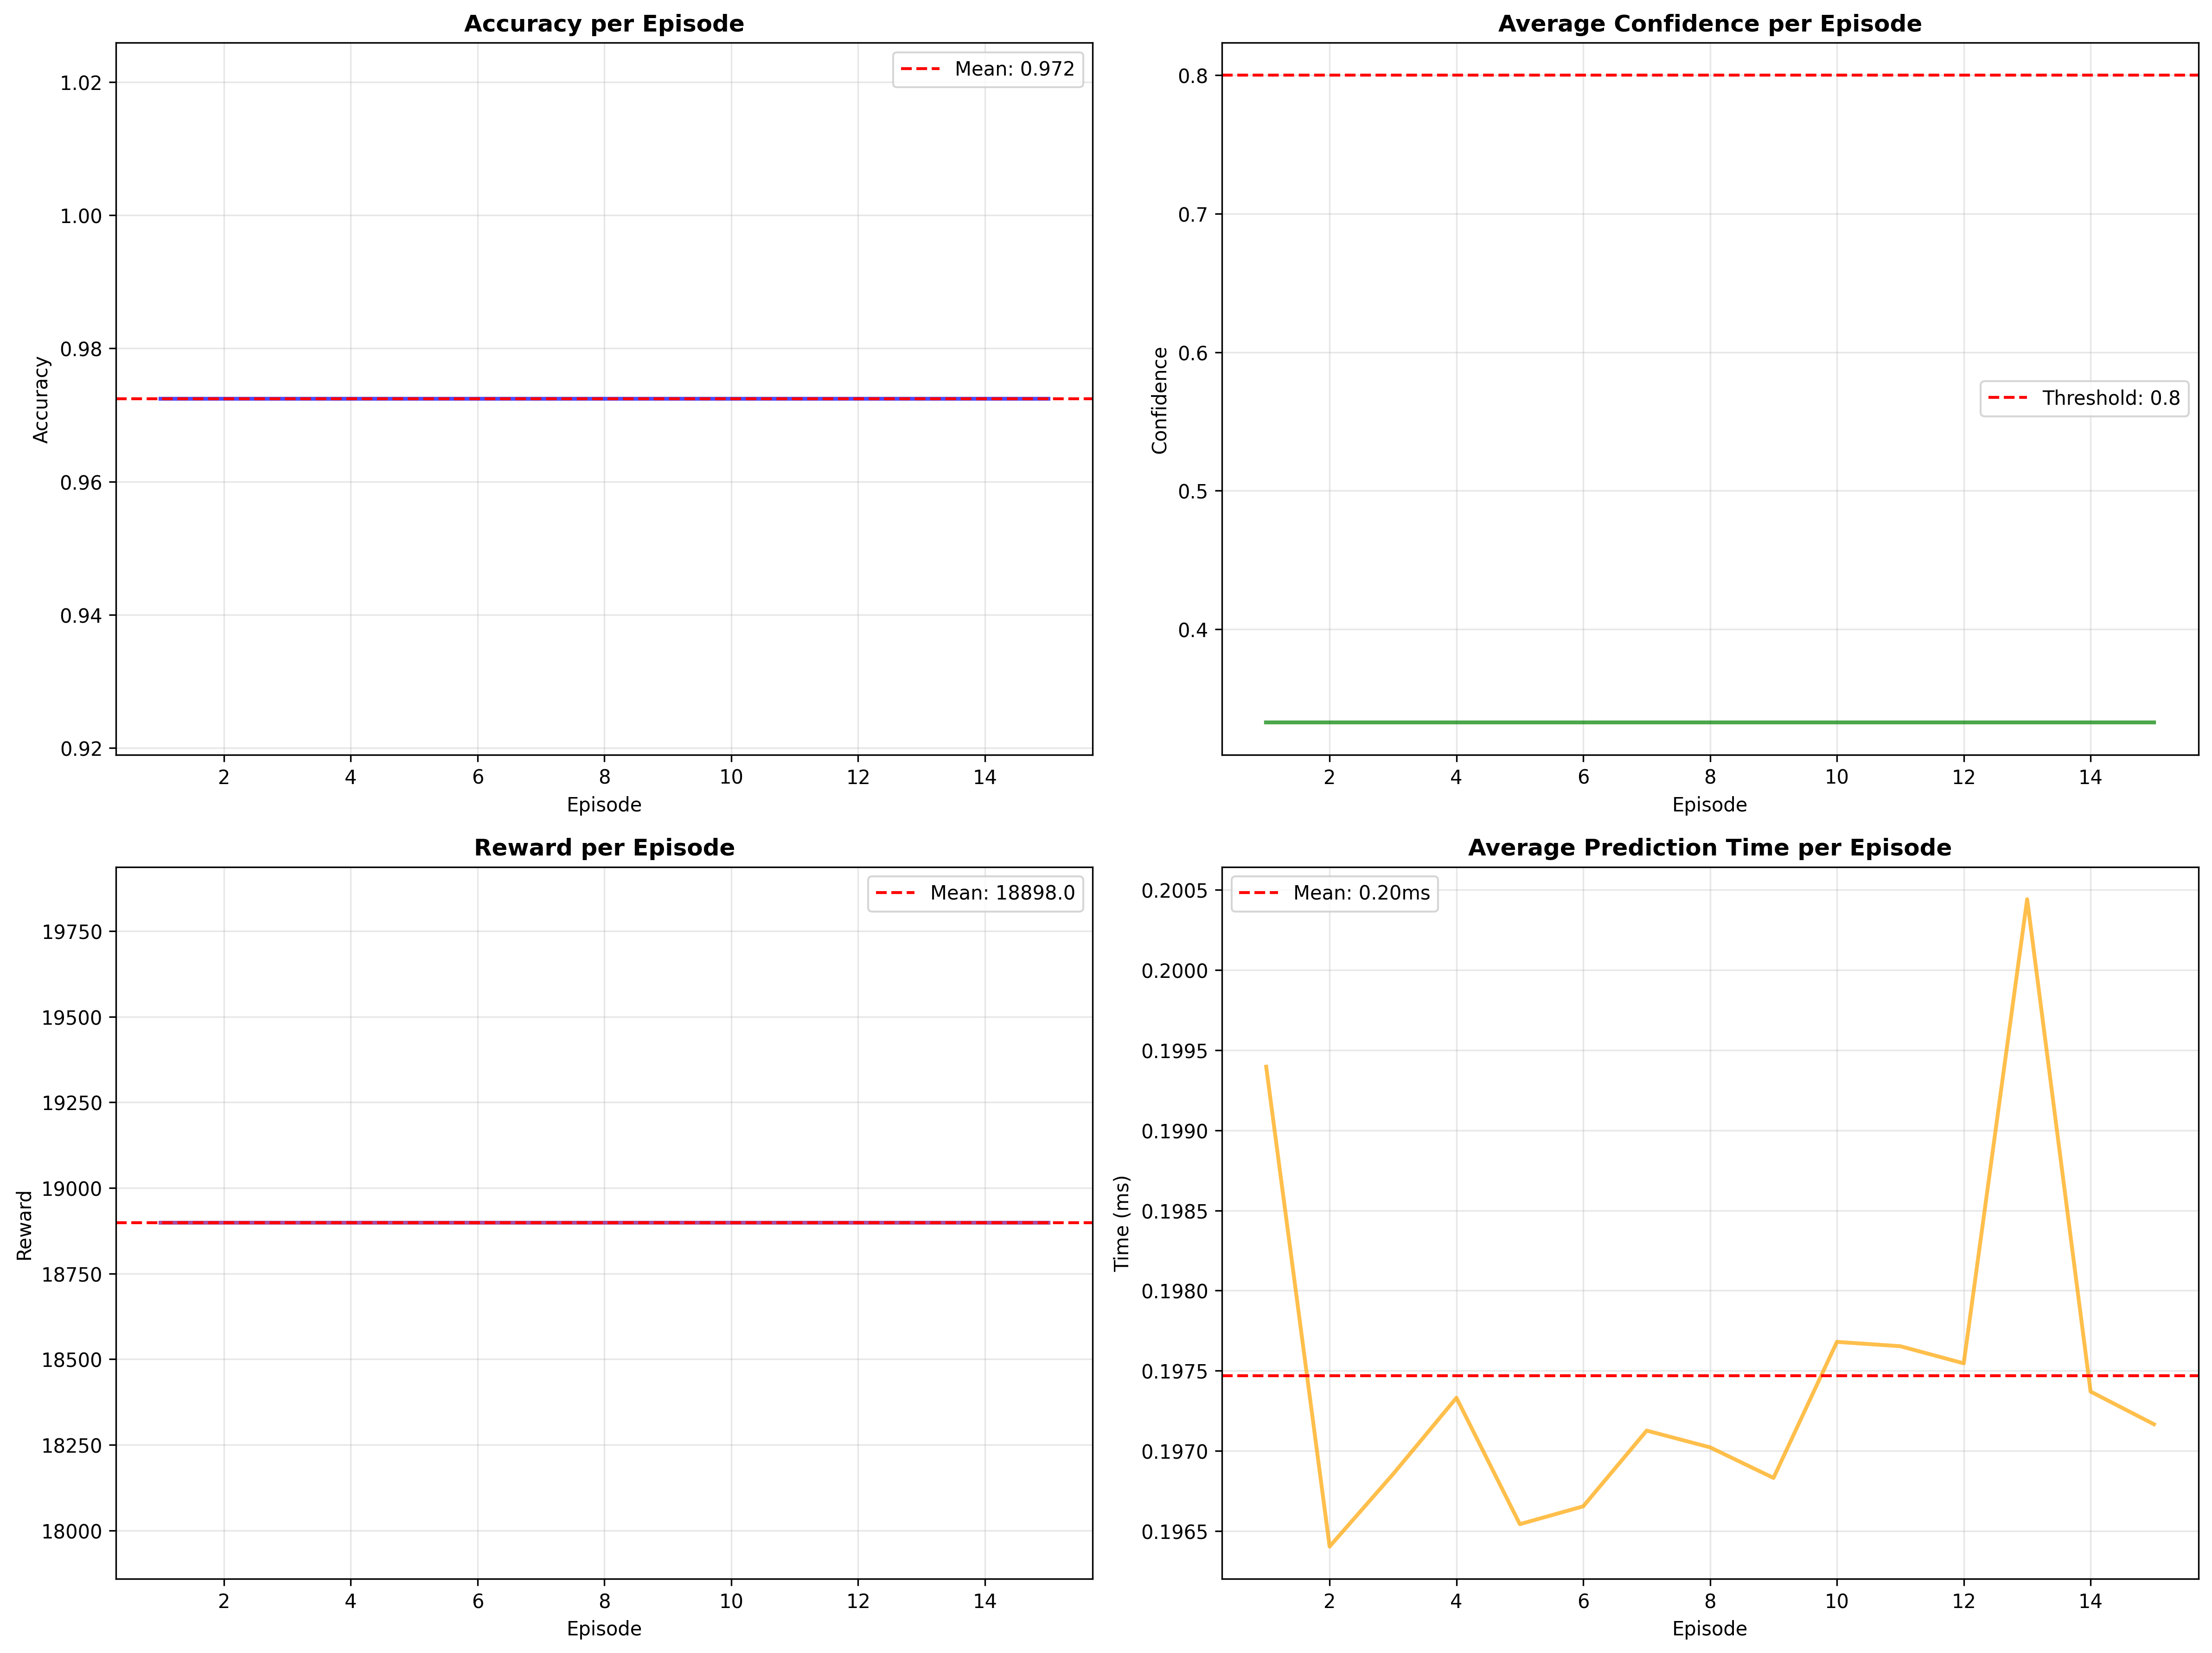 Accuracy per Episode
Mean: 0.972
1.02
1.00
0.98
0.96
0.94
0.92
Accuracy
2 4 6 8 10 12 14
Episode
Average Confidence per Episode
Threshold: 0.8
0.8
0.7
0.6
0.5
0.4
Confidence
2 4 6 8 10 12 14
Episode
Reward per Episode
Mean: 18898.0
19750
19500
19250
19000
18750
18500
18250
18000
Reward
2 4 6 8 10 12 14
Episode
Average Prediction Time per Episode
Mean: 0.20ms
0.2005
0.2000
0.1995
0.1990
0.1985
0.1980
0.1975
0.1970
0.1965
Time (ms)
2 4 6 8 10 12 14
Episode